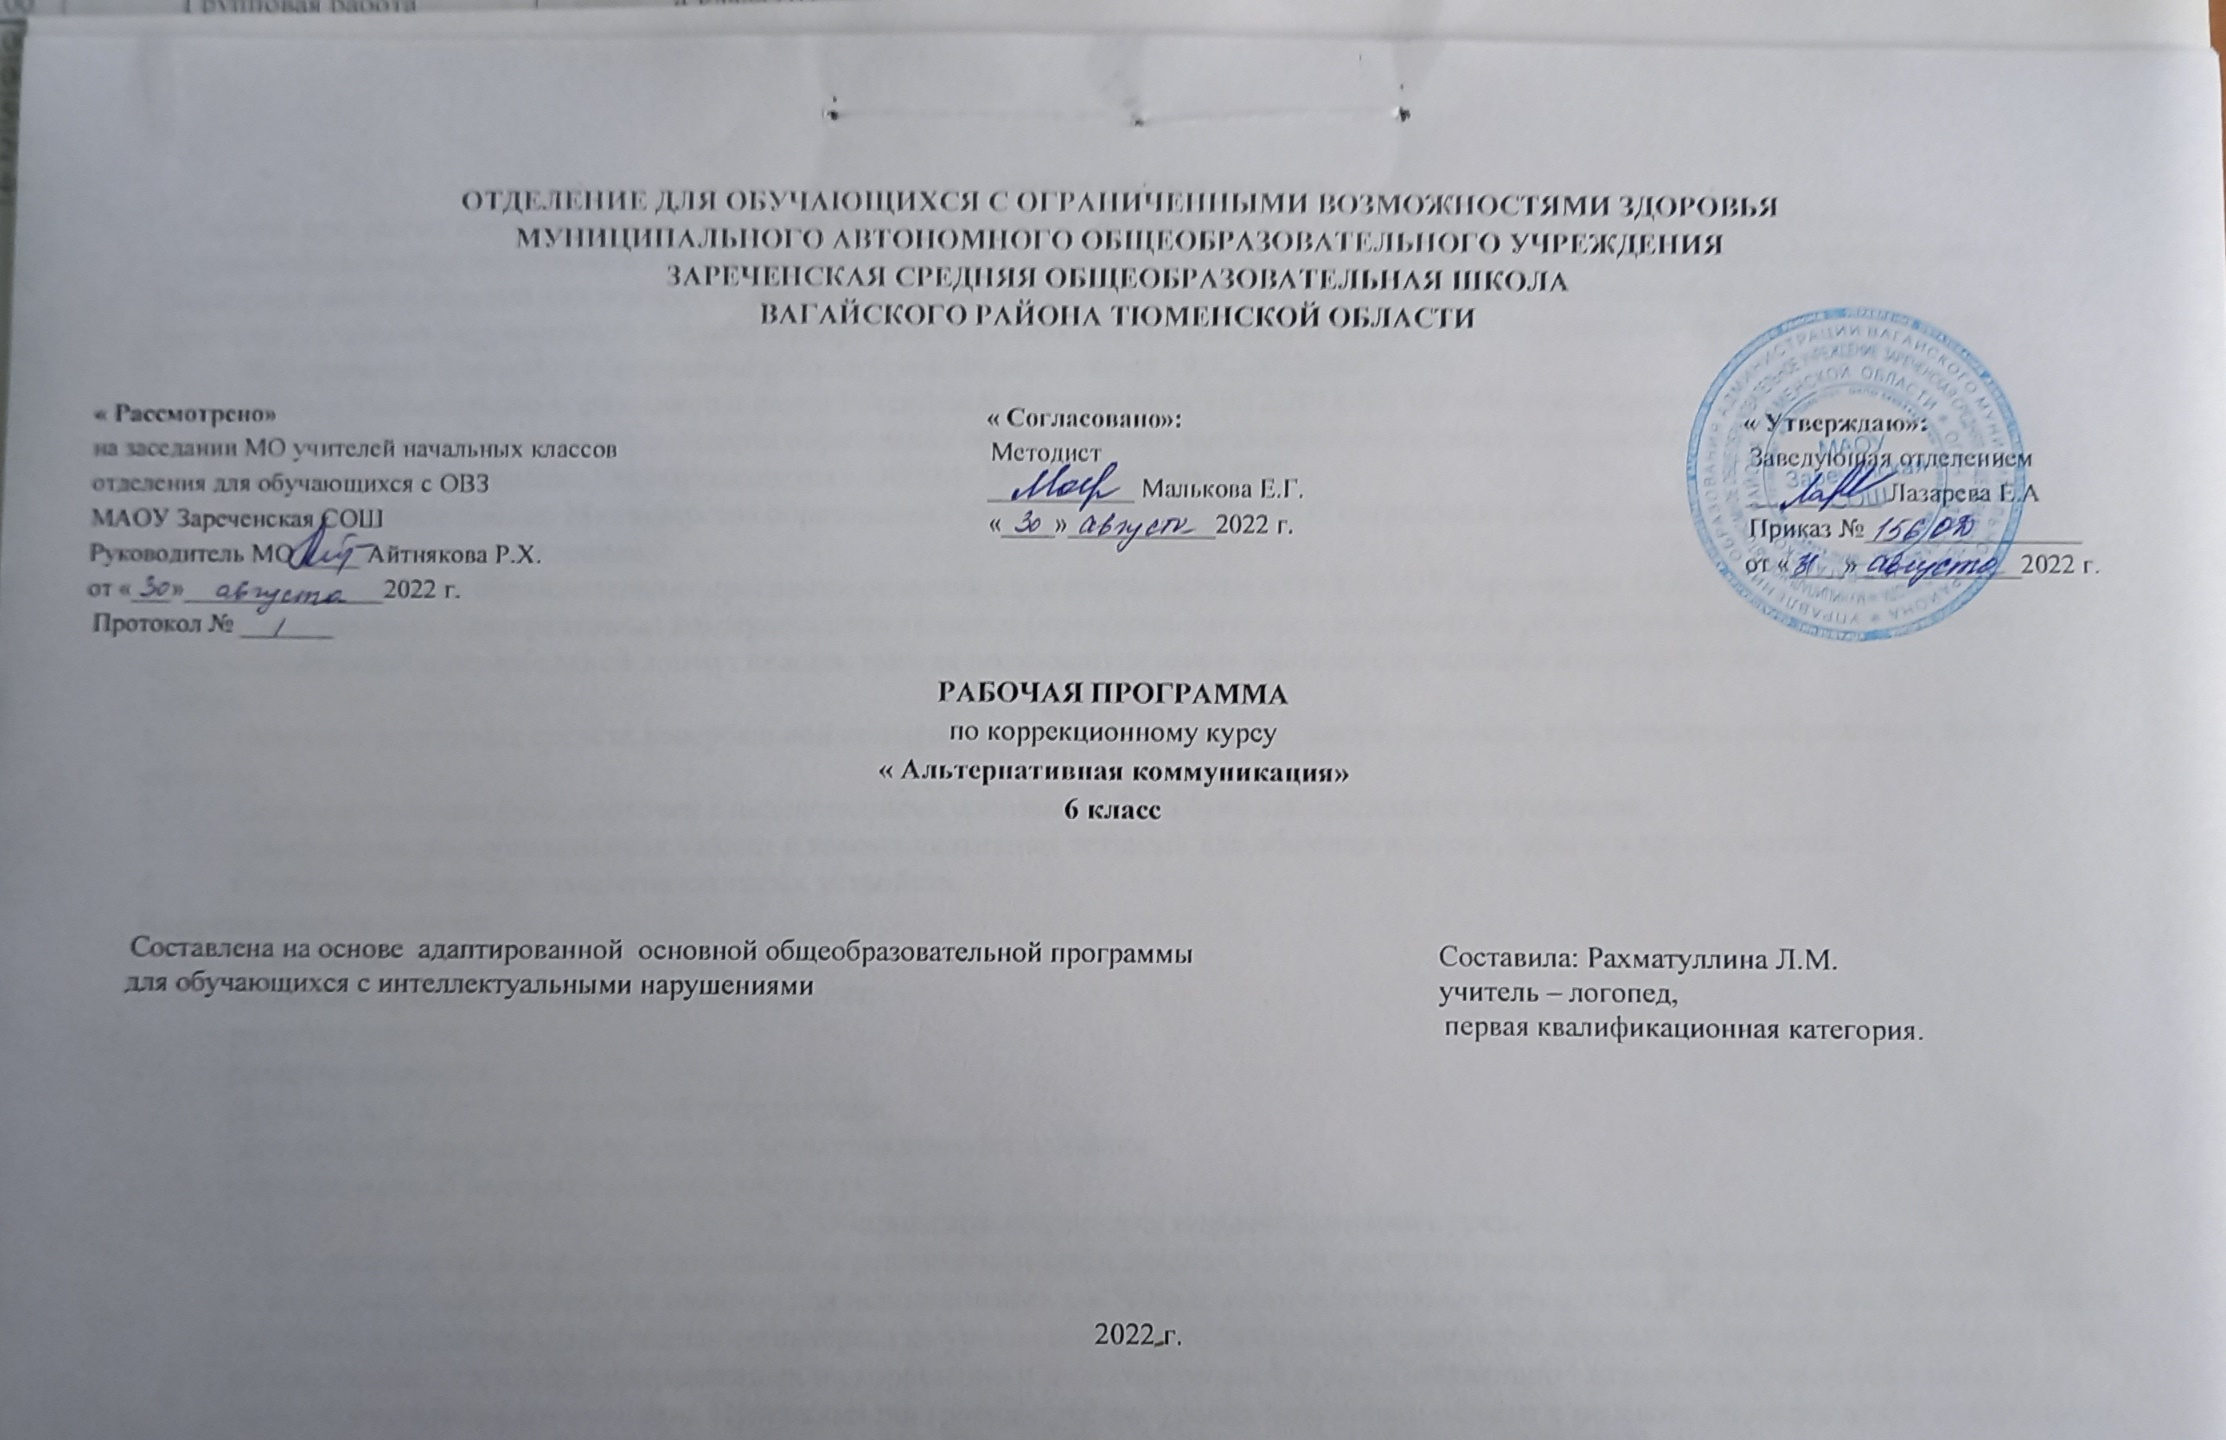 Групповая работа
ОТДЕЛЕНИЕ ДЛЯ ОБУЧАЮЩИХСЯ С ОГРАНИЧЕННЫМИ ВОЗМОЖНОСТЯМИ ЗДОРОВЬЯ
МУНИЦИПАЛЬНОГО АВТОНОМНОГО ОБЩЕОБРАЗОВАТЕЛЬНОГО УЧРЕЖДЕНИЯ
ЗАРЕЧЕНСКАЯ СРЕДНЯЯ ОБЩЕОБРАЗОВАТЕЛЬНАЯ ШКОЛА
ВАГАЙСКОГО РАЙОНА ТЮМЕНСКОЙ ОБЛАСТИ
« Рассмотрено»
на заседании МО учителей начальных классов
отделения для обучающихся с ОВЗ
МАОУ Зареченская СОШ
Руководитель МО Айтнякова Р.Х.
от «30» августа 2022 г.
Протокол № 1
« Согласовано»:
Методист
Малькова Е.Г.
«30» август 2022 г.
« Утверждаю»:
Заведующая отделением
Лазарева Е.А
Приказ № 156/од
от «31» августа 2022 г.
РАБОЧАЯ ПРОГРАММА
по коррекционному курсу
« Альтернативная коммуникация»
6 класс
Составлена на основе адаптированной основной общеобразовательной программы
для обучающихся с интеллектуальными нарушениями
Составила: Рахматуллина Л.М.
учитель – логопед,
первая квалификационная категория.
2022 г.